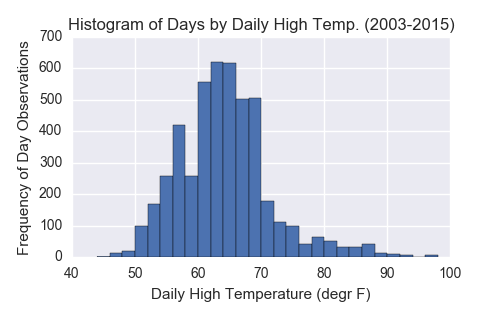 Histogram of Days by Daily High Temp. (2003-2015)
Frequency of Day Observations
700
600
500
400
300
200
100
0
40 50 60 70 80 90 100
Daily High Temperature (degr F)